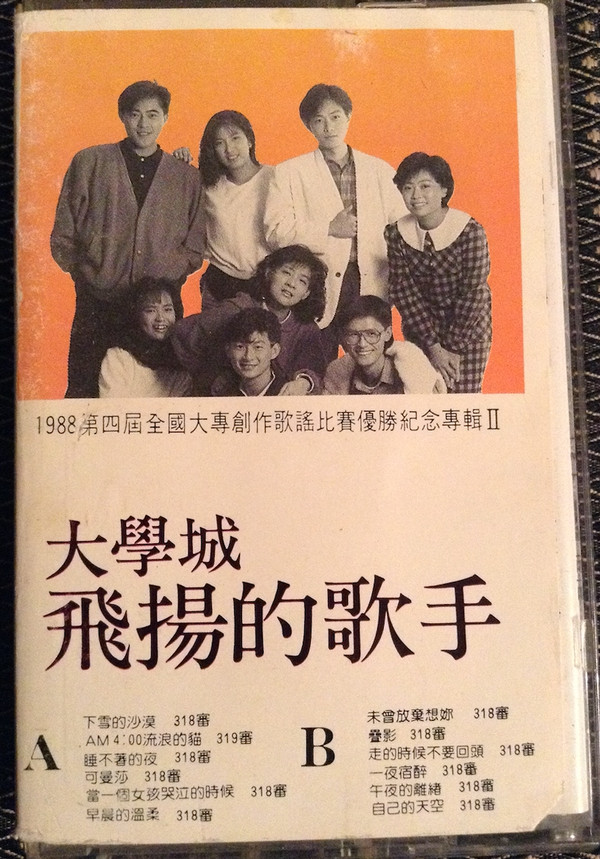 1988 第四屆全國大專創作歌謠比賽優勝紀念專輯II
大學城
飛揚的歌手
A
下雪的沙漠 318審
AM 4:00流浪的貓 319審
睡不著的夜 318審
可曼莎 318審
當一個女孩哭泣的時候 318審
早晨的溫柔 318審
B
未曾放棄想妳 318審
疊影 318審
走的時候不要回頭 318審
一夜宿醉 318審
午夜的離緒 318審
自己的天空 318審